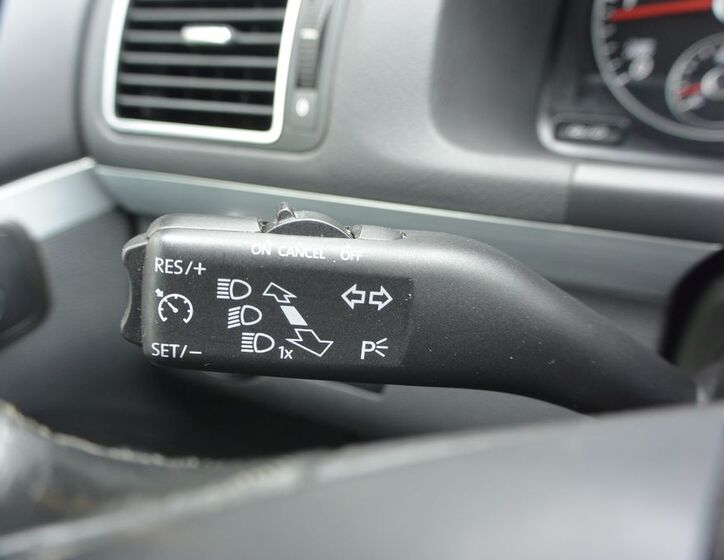 ON CANCEL OFF
RES/+
1x
SET/−
P